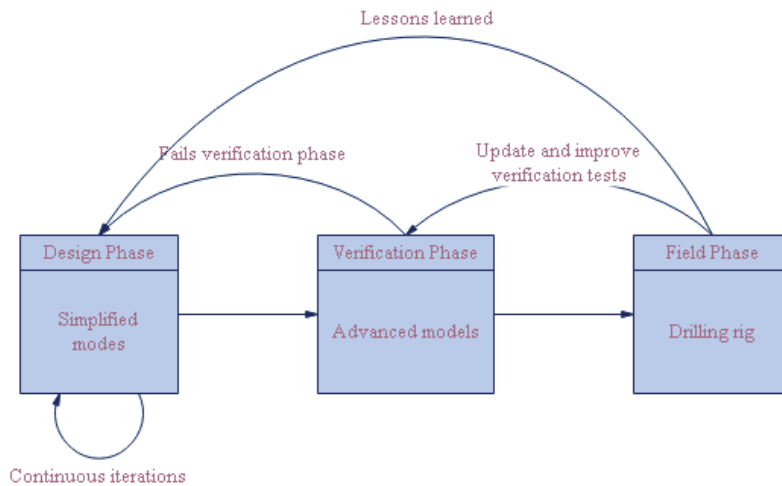 Lessons learned
Fails verification phase
Update and improve
verification tests
Design Phase
Verification Phase
Field Phase
Simplified
modes
Advanced models
Drilling rig
Continuous iterations